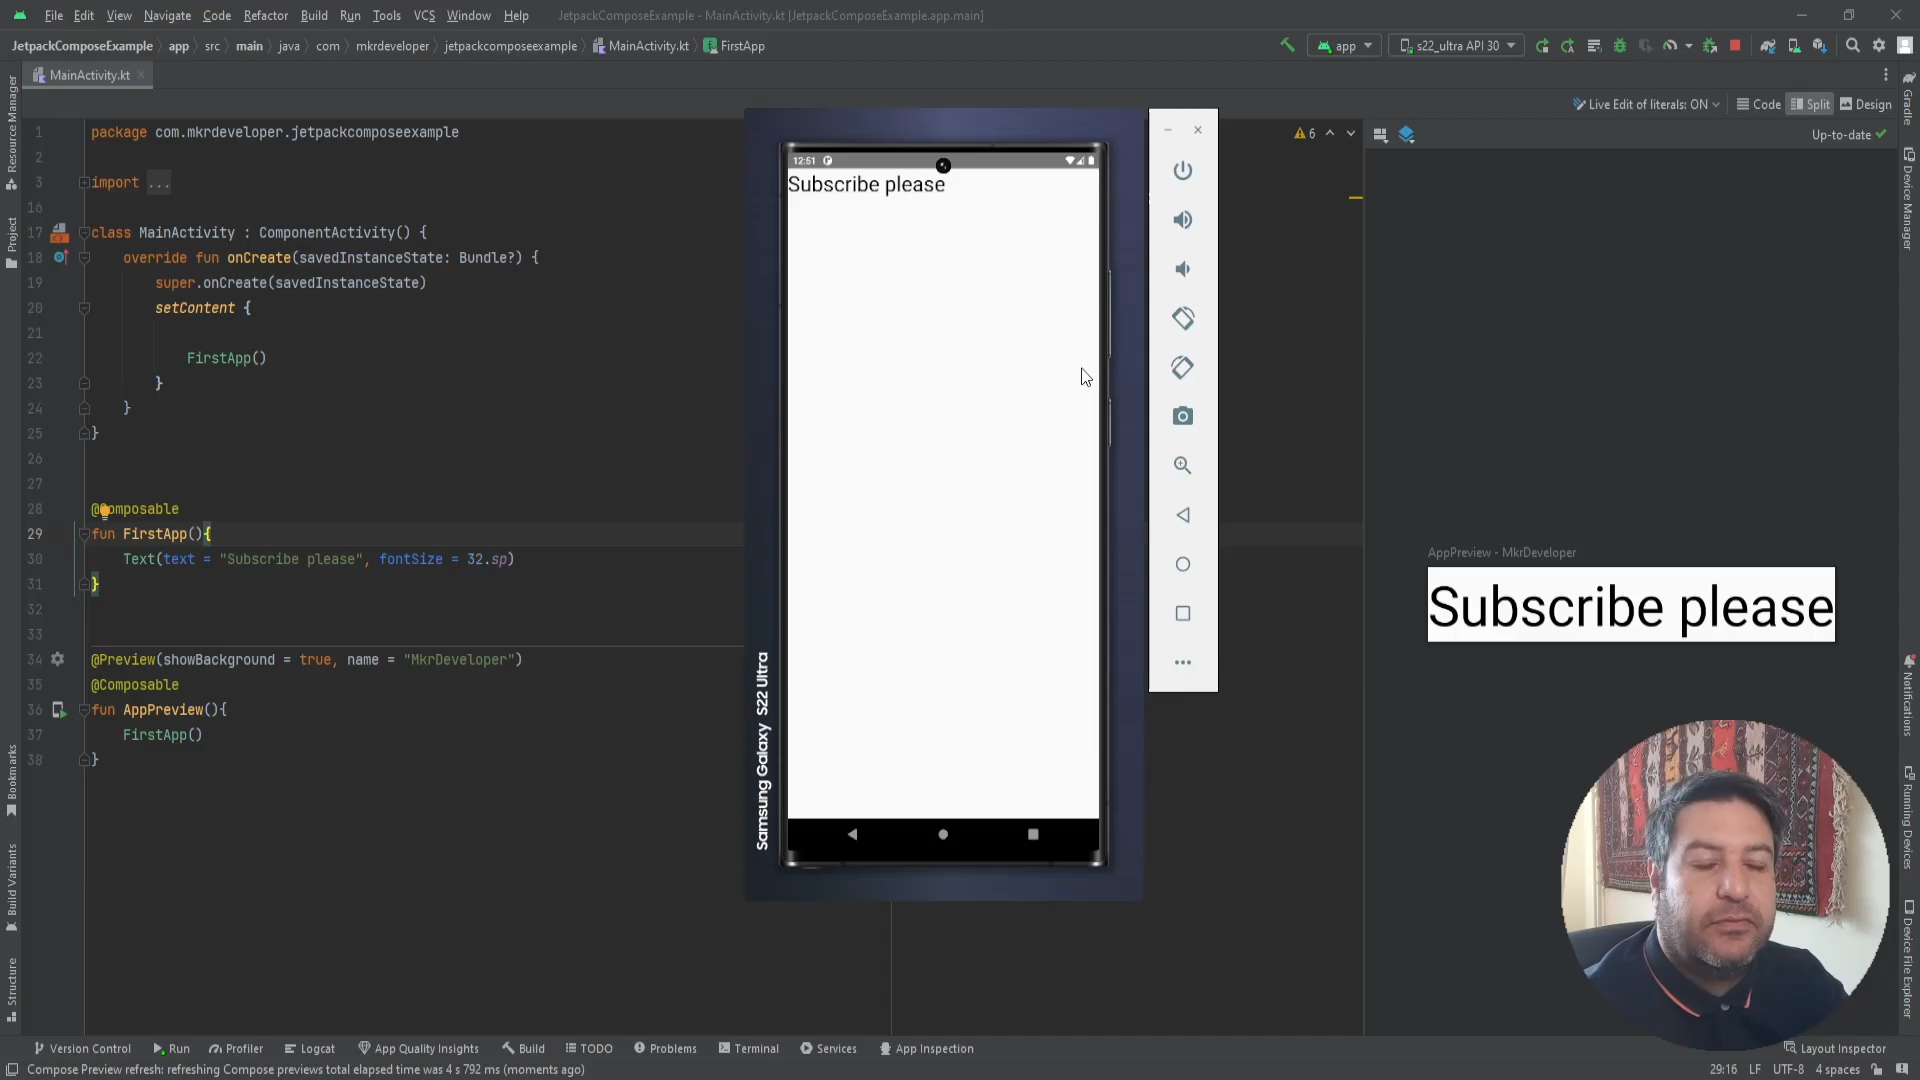 File Edit View Navigate Code Refactor Build Run Tools VCS Window Help JetpackComposeExample - MainActivity.kt [JetpackComposeExample.app.main]
JetpackComposeExample app src main java com mkrdeveloper jetpackcomposeexample MainActivity.kt FirstApp app s22_ultra API 30
MainActivity.kt
Live Edit of literals: ON Code Split Design
6 Up-to-date
1 package com.mkrdeveloper.jetpackcomposeexample
2
3 import ...
16
17 class MainActivity : ComponentActivity() {
18 override fun onCreate(savedInstanceState: Bundle?) {
19 super.onCreate(savedInstanceState)
20 setContent {
21
22 FirstApp()
23 }
24 }
25 }
26
27
28 @Composable
29 fun FirstApp(){
30 Text(text = "Subscribe please", fontSize = 32.sp)
31 }
32
33
34 @Preview(showBackground = true, name = "MkrDeveloper")
35 @Composable
36 fun AppPreview(){
37 FirstApp()
38 }
12:51
Subscribe please
Samsung Galaxy S22 Ultra
AppPreview - MkrDeveloper
Subscribe please
Resource Manager
Project
Bookmarks
Build Variants
Structure
Gradle
Device Manager
Notifications
Running Devices
Device File Explorer
Version Control Run Profiler Logcat App Quality Insights Build TODO Problems Terminal Services App Inspection Layout Inspector
Compose Preview refresh: refreshing Compose previews total elapsed time was 4 s 792 ms (moments ago) 29:16 LF UTF-8 4 spaces